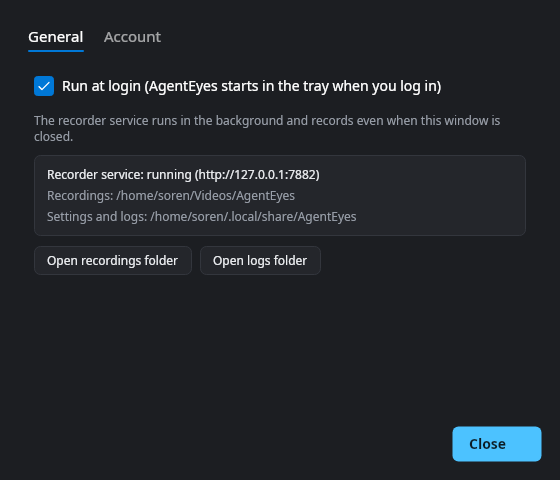 General Account
Run at login (AgentEyes starts in the tray when you log in)
The recorder service runs in the background and records even when this window is
closed.
Recorder service: running (http://127.0.0.1:7882)
Recordings: /home/soren/Videos/AgentEyes
Settings and logs: /home/soren/.local/share/AgentEyes
Open recordings folder Open logs folder
Close